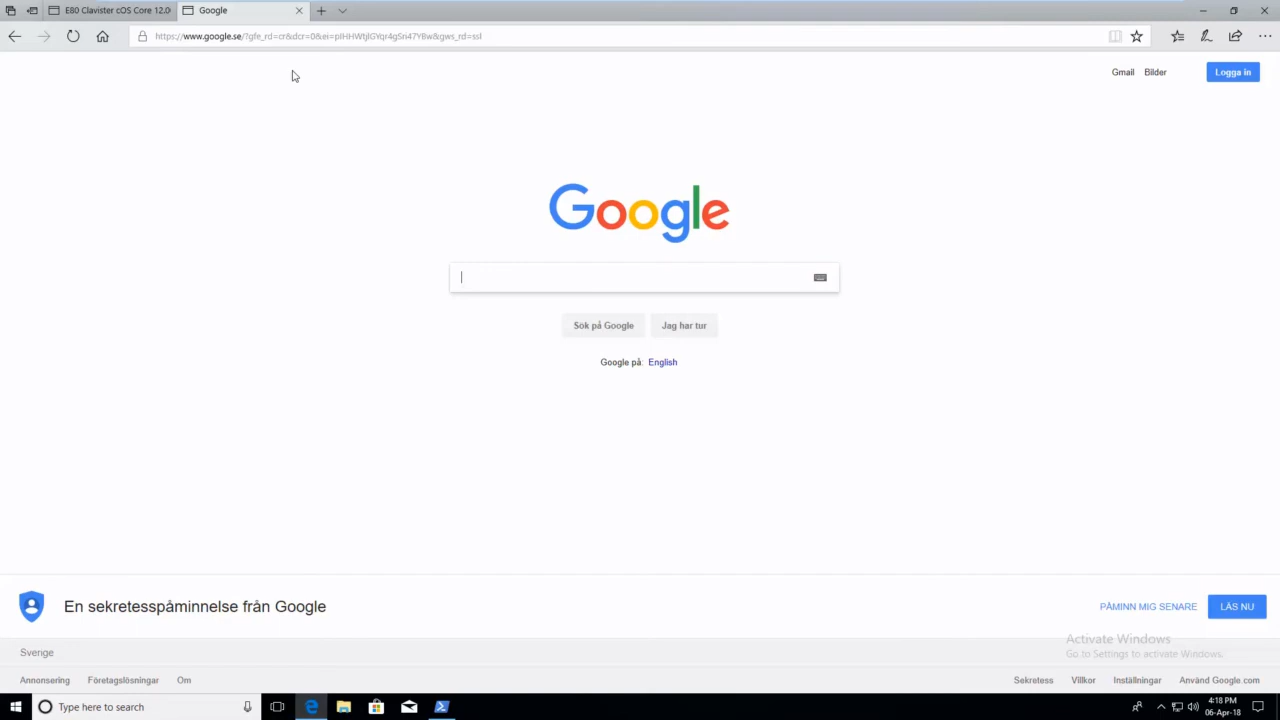 E80 Clavister cOS Core 12.0
Google
https://www.google.se/?gfe_rd=cr&dcr=0&ei=pIHHWtjlGYqr4gSn47YBw&gws_rd=ssl
Gmail Bilder Logga in
Google
Sök på Google Jag har tur
Google på: English
En sekretesspåminnelse från Google
PÅMINN MIG SENARE LÄS NU
Activate Windows
Go to Settings to activate Windows.
Sverige
Annonsering Företagslösningar Om Sekretess Villkor Inställningar Använd Google.com
Type here to search
4:18 PM
06-Apr-18